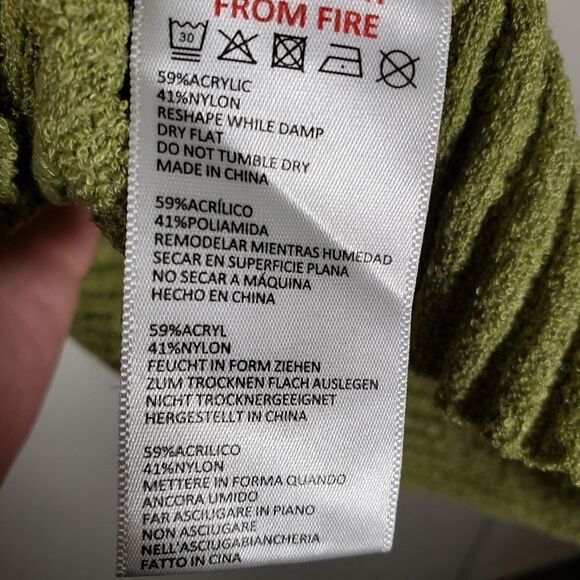 FROM FIRE
30
59%ACRYLIC
41%NYLON
RESHAPE WHILE DAMP
DRY FLAT
DO NOT TUMBLE DRY
MADE IN CHINA
59%ACRÍLICO
41%POLIAMIDA
REMODELAR MIENTRAS HUMEDAD
SECAR EN SUPERFICIE PLANA
NO SECAR A MÁQUINA
HECHO EN CHINA
59%ACRYL
41%NYLON
FEUCHT IN FORM ZIEHEN
ZUM TROCKNEN FLACH AUSLEGEN
NICHT TROCKNERGEEIGNET
HERGESTELLT IN CHINA
59%ACRILICO
41%NYLON
METTERE IN FORMA QUANDO
ANCORA UMIDO
FAR ASCIUGARE IN PIANO
NON ASCIUGARE
NELL'ASCIUGABIANCHERIA
FATTO IN CINA